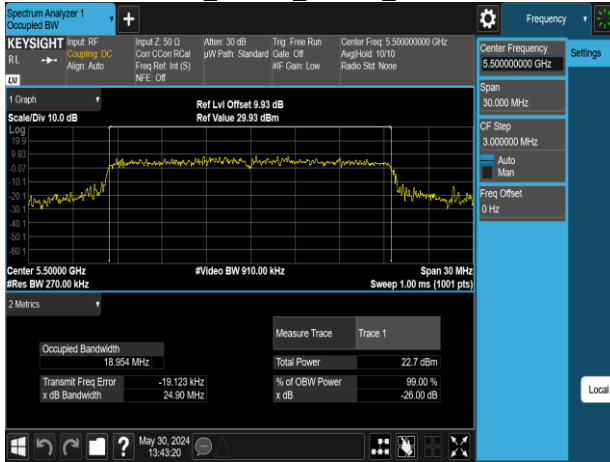 Spectrum Analyzer 1
Occupied BW
Frequency
KEYSIGHT
RL
LXI
Input: RF
Coupling: DC
Align: Auto
Input Z: 50 Ω
Corr CCorr RCal
Freq Ref: Int (S)
NFE: Off
Atten: 30 dB
µW Path: Standard
Trig: Free Run
Gate: Off
#IF Gain: Low
Center Freq: 5.500000000 GHz
Avg|Hold: 10/10
Radio Std: None
Center Frequency
5.500000000 GHz
Settings
Span
30.000 MHz
CF Step
3.000000 MHz
Auto
Man
Freq Offset
0 Hz
Local
1 Graph
Scale/Div 10.0 dB
Ref Lvl Offset 9.93 dB
Ref Value 29.93 dBm
Log
19.9
9.93
-0.07
-10.1
-20.1
-30.1
-40.1
-50.1
-60.1
Center 5.50000 GHz
#Video BW 910.00 kHz
Span 30 MHz
#Res BW 270.00 kHz
Sweep 1.00 ms (1001 pts)
2 Metrics
Measure Trace
Trace 1
Occupied Bandwidth
18.954 MHz
Total Power
22.7 dBm
Transmit Freq Error
-19.123 kHz
% of OBW Power
99.00 %
x dB Bandwidth
24.90 MHz
x dB
-26.00 dB
?
May 30, 2024
13:43:20